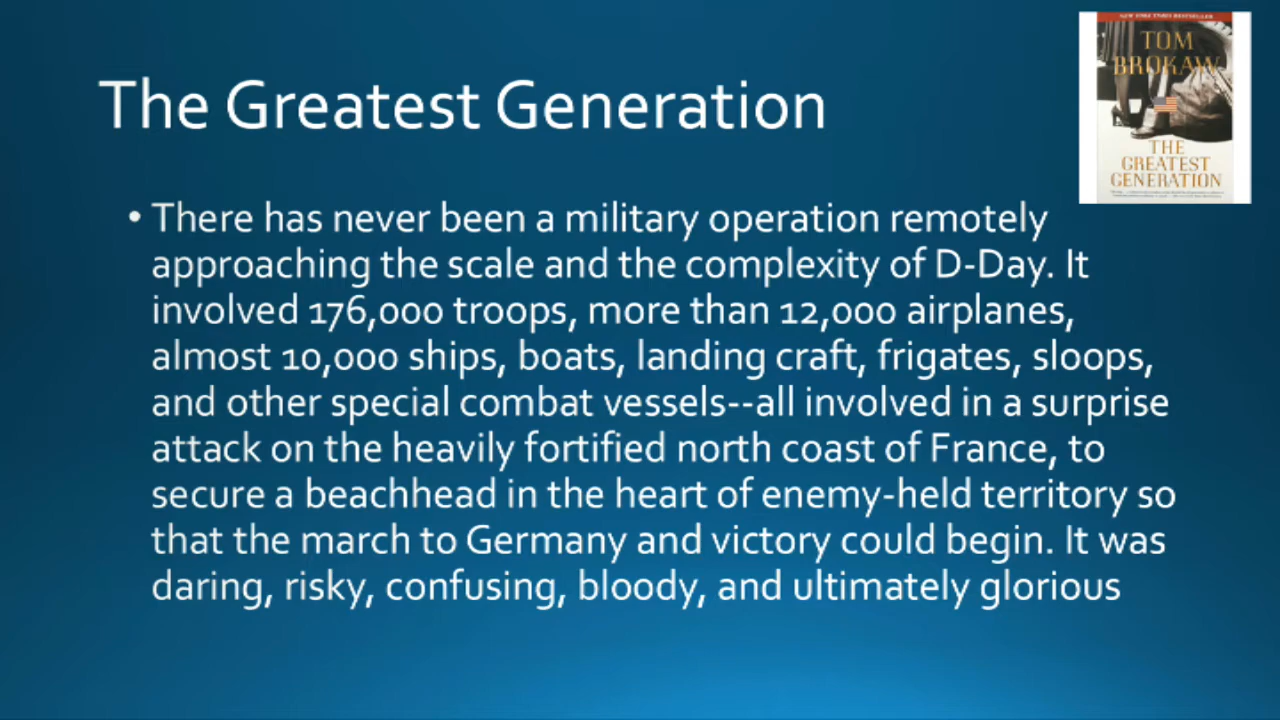 The Greatest Generation
• There has never been a military operation remotely
approaching the scale and the complexity of D-Day. It
involved 176,000 troops, more than 12,000 airplanes,
almost 10,000 ships, boats, landing craft, frigates, sloops,
and other special combat vessels--all involved in a surprise
attack on the heavily fortified north coast of France, to
secure a beachhead in the heart of enemy-held territory so
that the march to Germany and victory could begin. It was
daring, risky, confusing, bloody, and ultimately glorious
NEW YORK TIMES BESTSELLER
TOM
BROKAW
THE
GREATEST
GENERATION